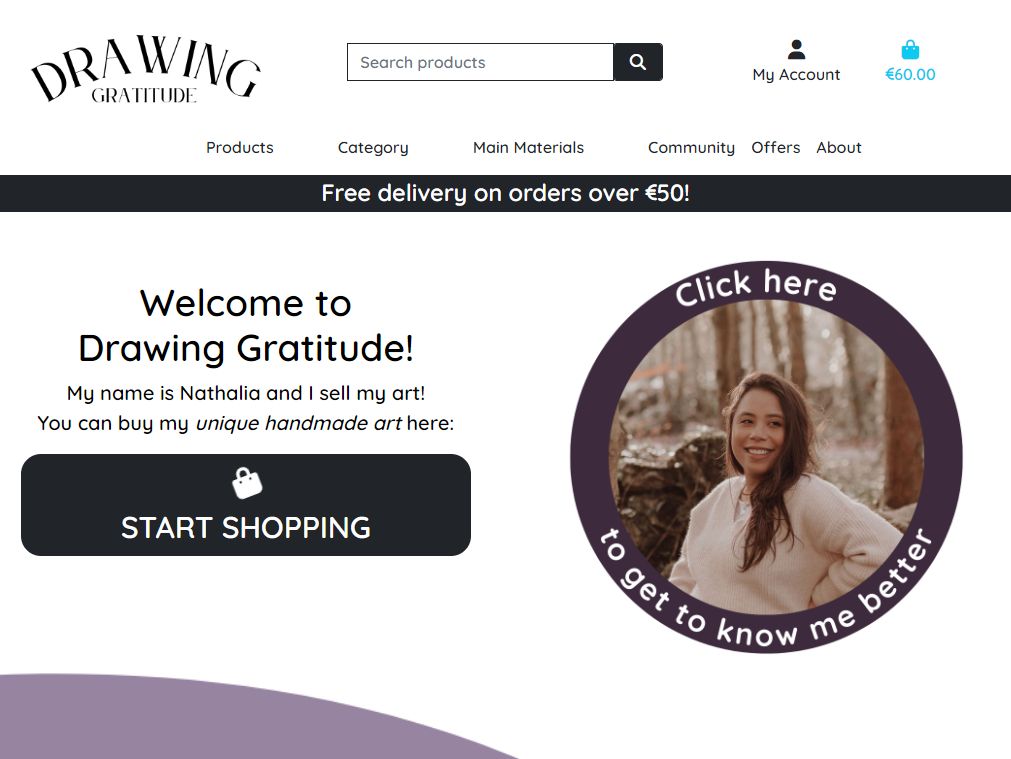 DRAWING
GRATITUDE
Search products
My Account
€60.00
Products
Category
Main Materials
Community
Offers
About
Free delivery on orders over €50!
Welcome to
Drawing Gratitude!
My name is Nathalia and I sell my art!
You can buy my unique handmade art here:
START SHOPPING
Click here
to get to know me better